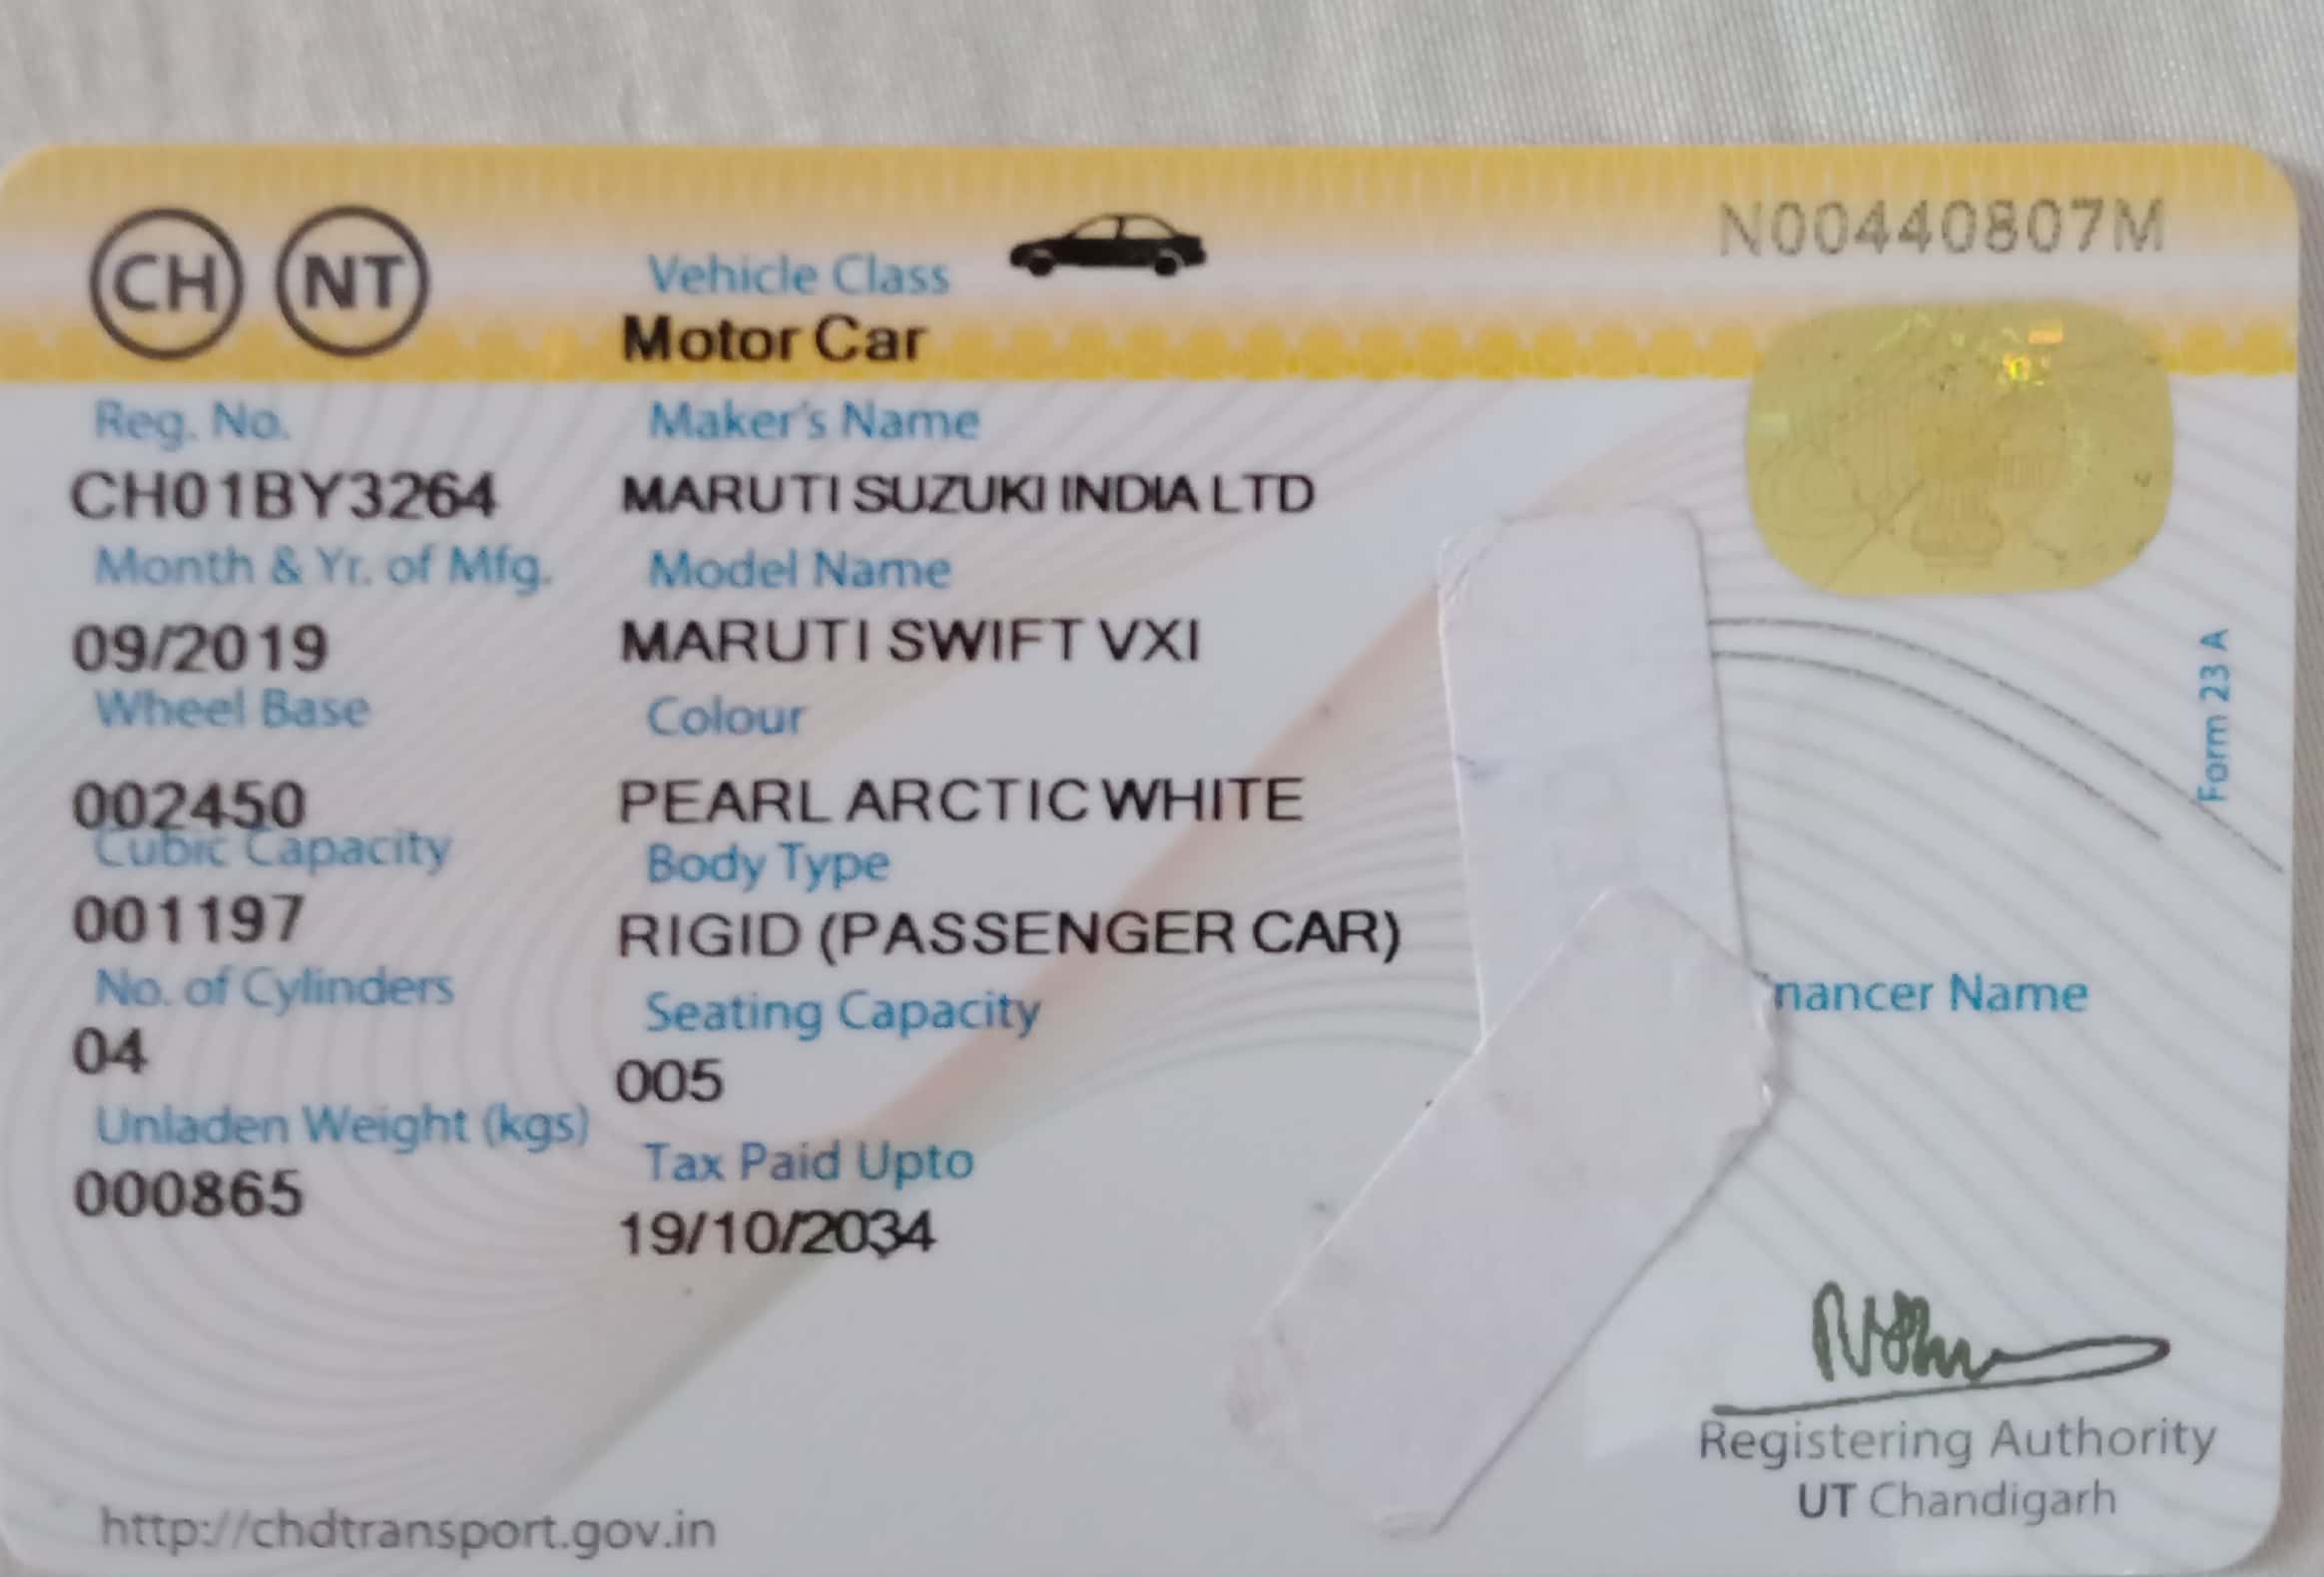 CH NT
N00440807M
Vehicle Class
Motor Car
Reg. No.
CH01BY3264
Maker's Name
MARUTI SUZUKI INDIA LTD
Month & Yr. of Mfg.
09/2019
Model Name
MARUTI SWIFT VXI
Wheel Base
002450
Colour
PEARL ARCTIC WHITE
Cubic Capacity
001197
Body Type
RIGID (PASSENGER CAR)
No. of Cylinders
04
Seating Capacity
005
Unladen Weight (kgs)
000865
Tax Paid Upto
19/10/2034
Form 23 A
Name
Registering Authority
UT Chandigarh
http://chdtransport.gov.in